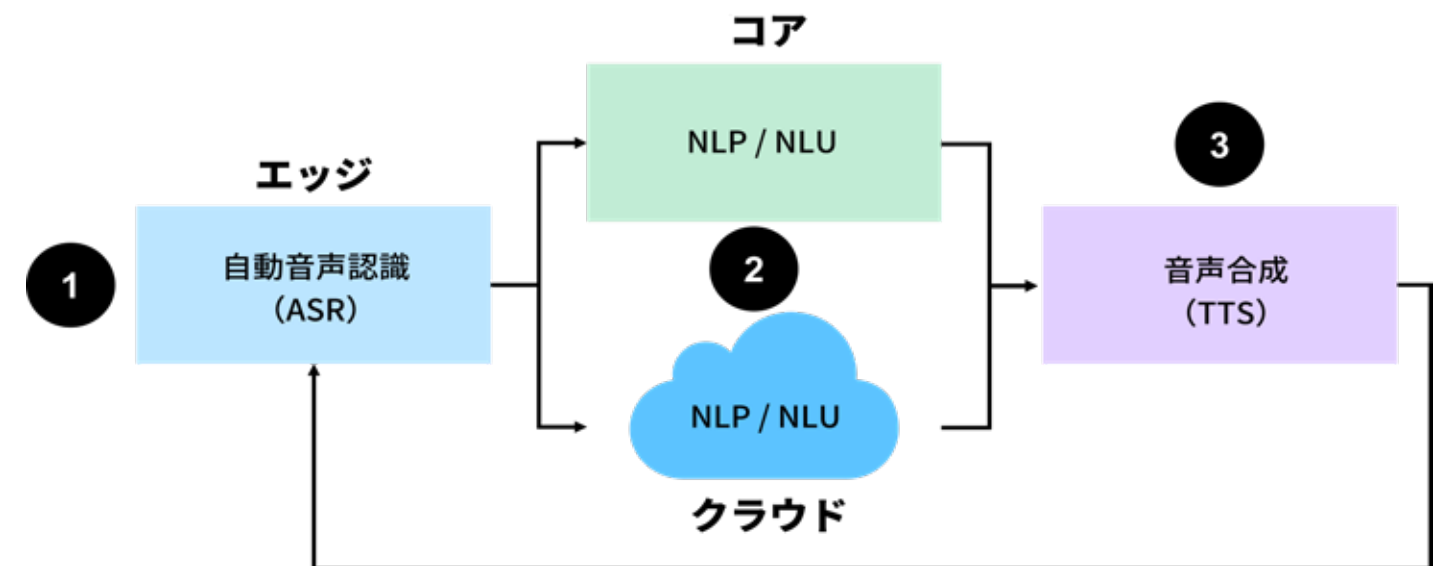 コア
NLP / NLU
3
エッジ
自動音声認識
（ASR）
1
2
音声合成
（TTS）
NLP / NLU
クラウド